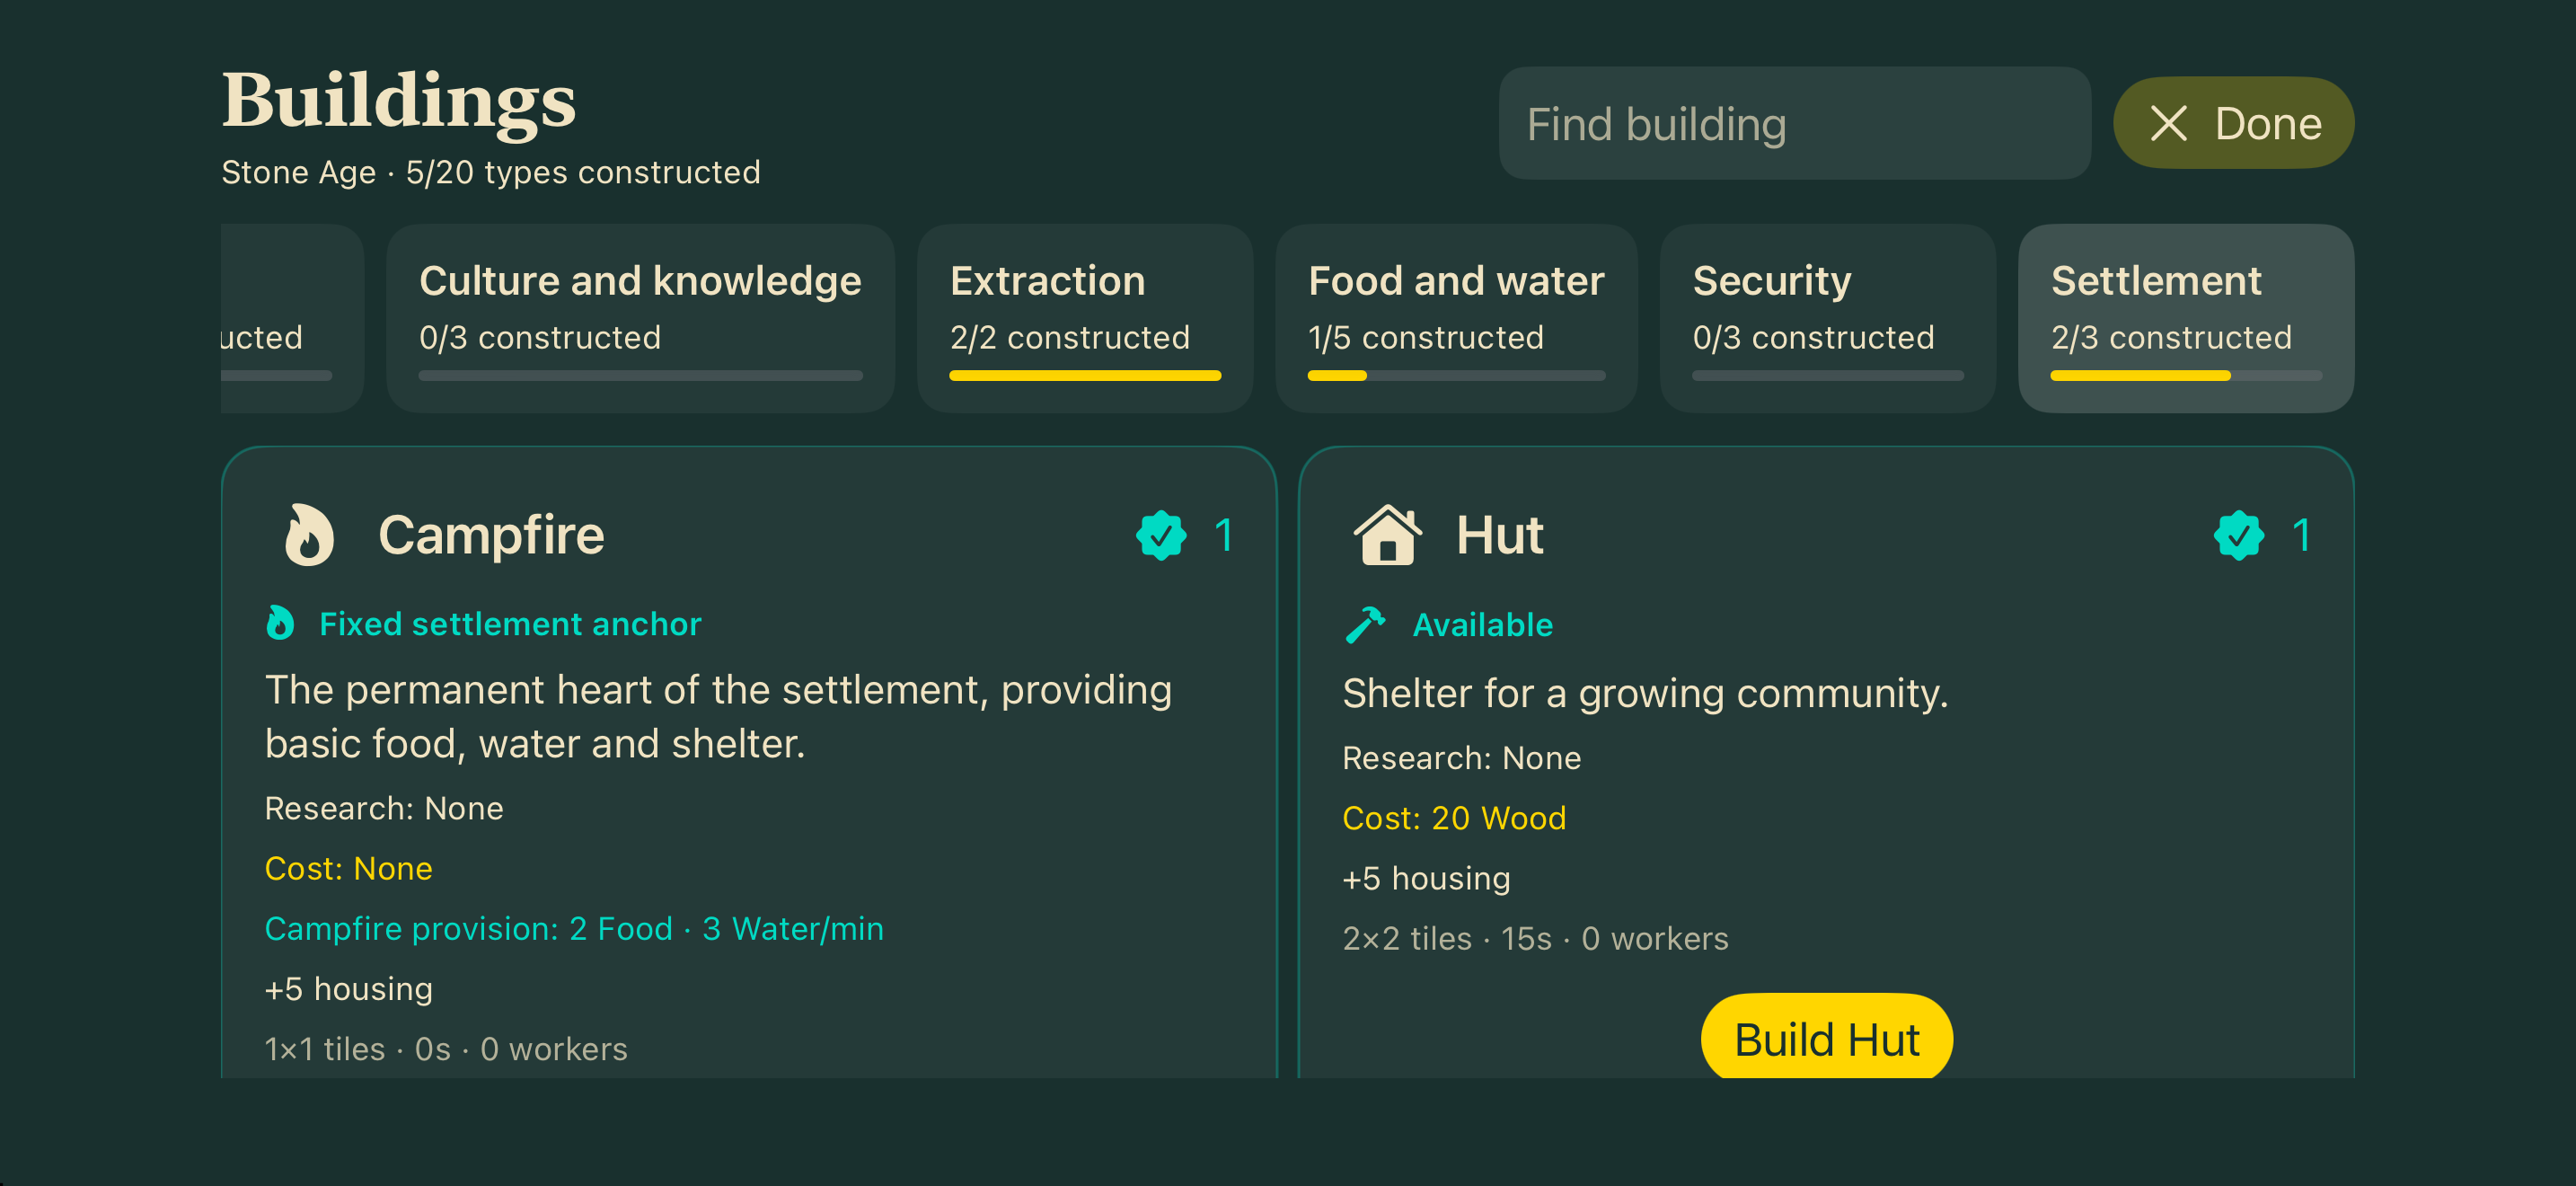 Buildings
Stone Age · 5/20 types constructed
Find building
Done
ucted
Culture and knowledge
0/3 constructed
Extraction
2/2 constructed
Food and water
1/5 constructed
Security
0/3 constructed
Settlement
2/3 constructed
Campfire
1
Fixed settlement anchor
The permanent heart of the settlement, providing
basic food, water and shelter.
Research: None
Cost: None
Campfire provision: 2 Food · 3 Water/min
+5 housing
1×1 tiles · 0s · 0 workers
Hut
1
Available
Shelter for a growing community.
Research: None
Cost: 20 Wood
+5 housing
2×2 tiles · 15s · 0 workers
Build Hut